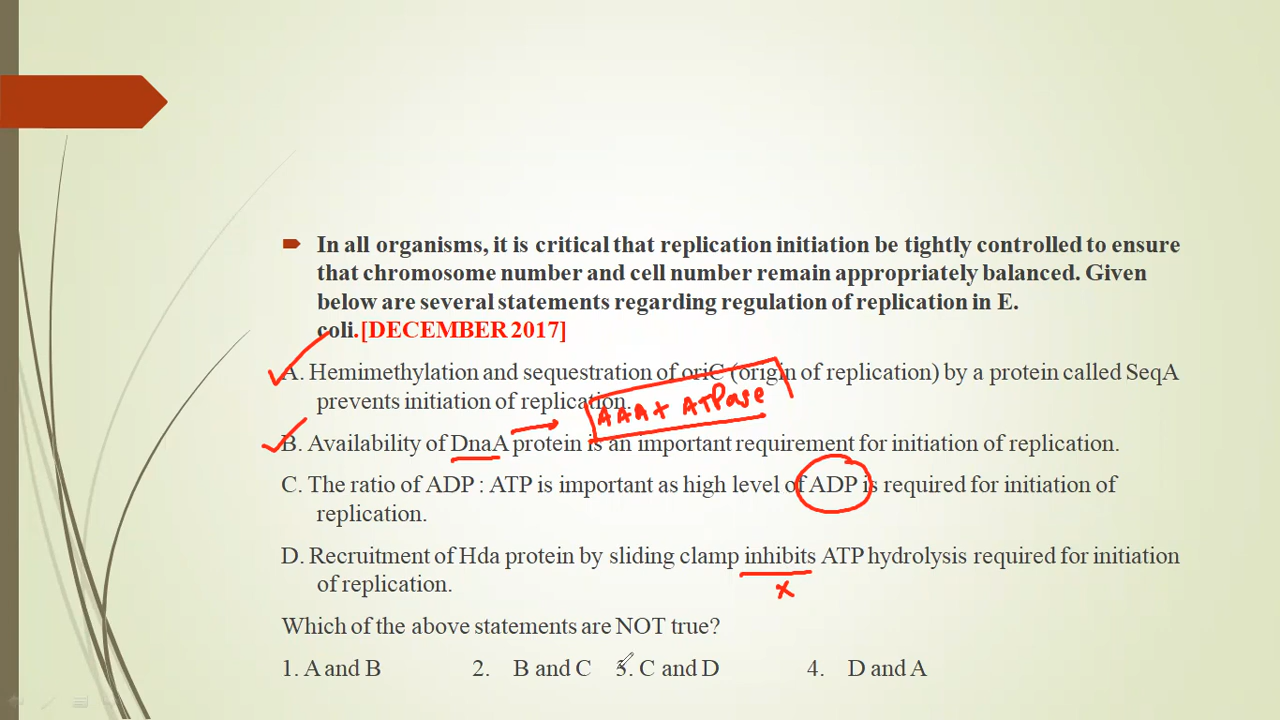 In all organisms, it is critical that replication initiation be tightly controlled to ensure
that chromosome number and cell number remain appropriately balanced. Given
below are several statements regarding regulation of replication in E.
coli.[DECEMBER 2017]
A. Hemimethylation and sequestration of oriC (origin of replication) by a protein called SeqA
prevents initiation of replication.
AAA+ ATPase
B. Availability of DnaA protein is an important requirement for initiation of replication.
C. The ratio of ADP : ATP is important as high level of ADP is required for initiation of
replication.
D. Recruitment of Hda protein by sliding clamp inhibits ATP hydrolysis required for initiation
x
of replication.
Which of the above statements are NOT true?
1. A and B 2. B and C 3. C and D 4. D and A